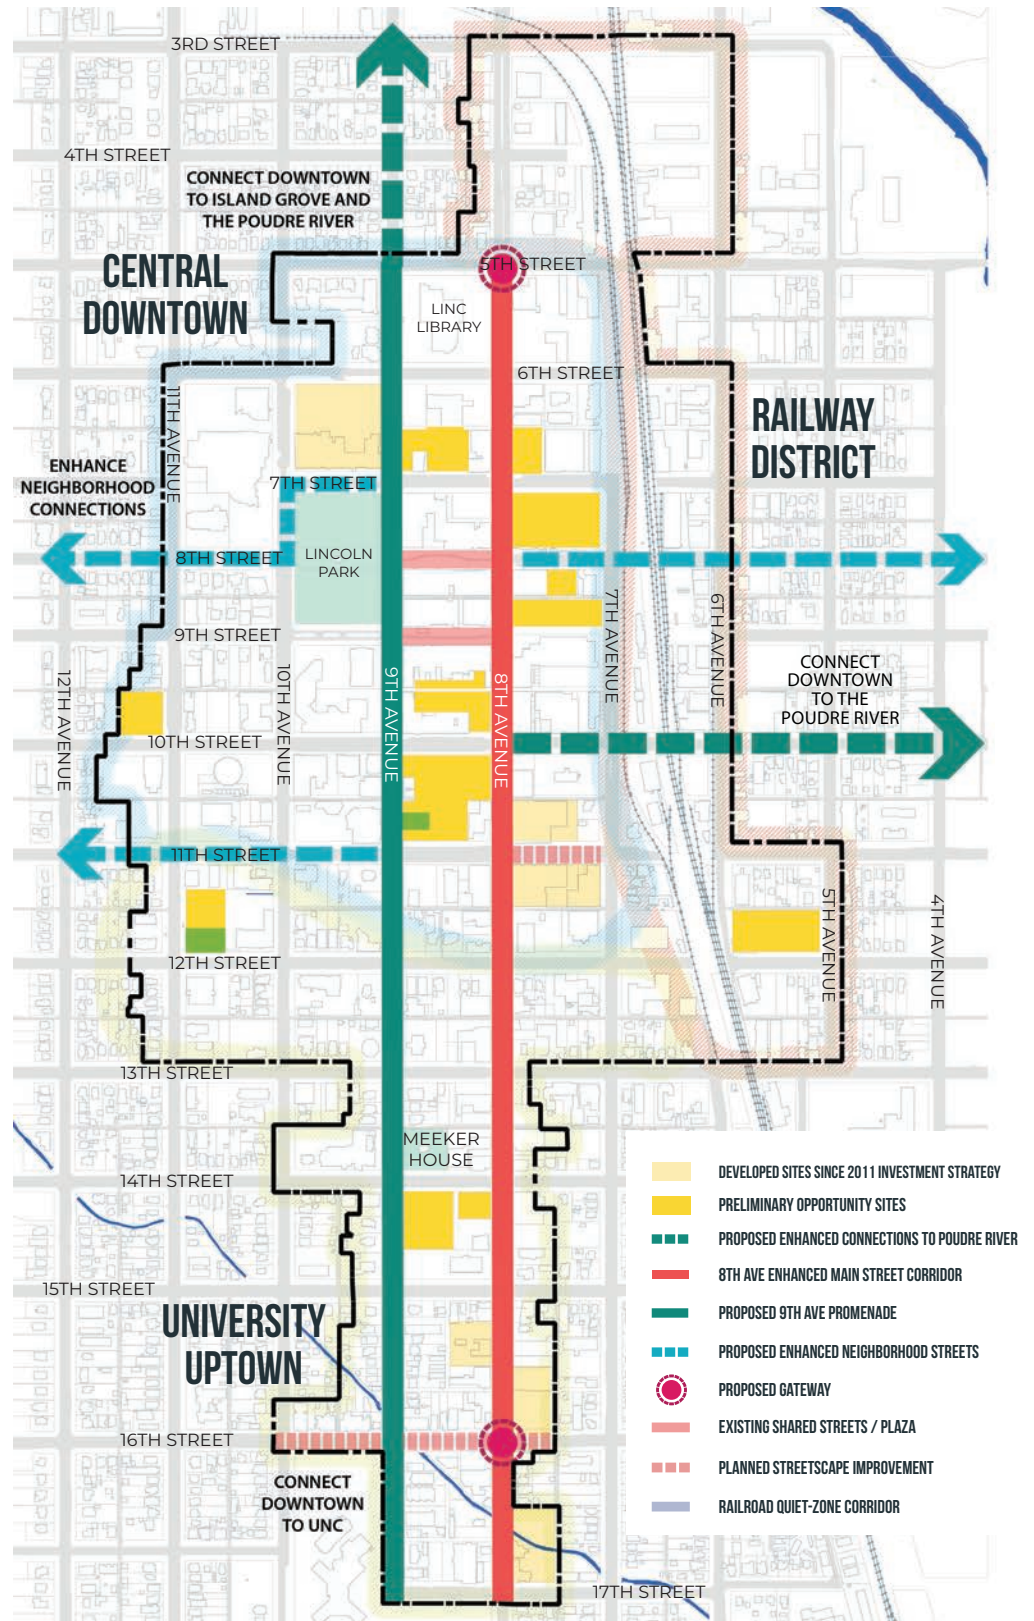 3RD STREET
4TH STREET
CONNECT DOWNTOWN
TO ISLAND GROVE AND
THE POUDRE RIVER
CENTRAL
DOWNTOWN
5TH STREET
LINC
LIBRARY
6TH STREET
11TH AVENUE
RAILWAY
DISTRICT
ENHANCE
NEIGHBORHOOD
CONNECTIONS
7TH STREET
8TH STREET
LINCOLN
PARK
9TH STREET
7TH AVENUE
6TH AVENUE
12TH AVENUE
10TH AVENUE
9TH AVENUE
8TH AVENUE
CONNECT
DOWNTOWN
TO THE
POUDRE RIVER
10TH STREET
11TH STREET
5TH AVENUE
4TH AVENUE
12TH STREET
13TH STREET
MEEKER
HOUSE
14TH STREET
15TH STREET
UNIVERSITY
UPTOWN
16TH STREET
CONNECT
DOWNTOWN
TO UNC
17TH STREET
DEVELOPED SITES SINCE 2011 INVESTMENT STRATEGY
PRELIMINARY OPPORTUNITY SITES
PROPOSED ENHANCED CONNECTIONS TO POUDRE RIVER
8TH AVE ENHANCED MAIN STREET CORRIDOR
PROPOSED 9TH AVE PROMENADE
PROPOSED ENHANCED NEIGHBORHOOD STREETS
PROPOSED GATEWAY
EXISTING SHARED STREETS / PLAZA
PLANNED STREETSCAPE IMPROVEMENT
RAILROAD QUIET-ZONE CORRIDOR